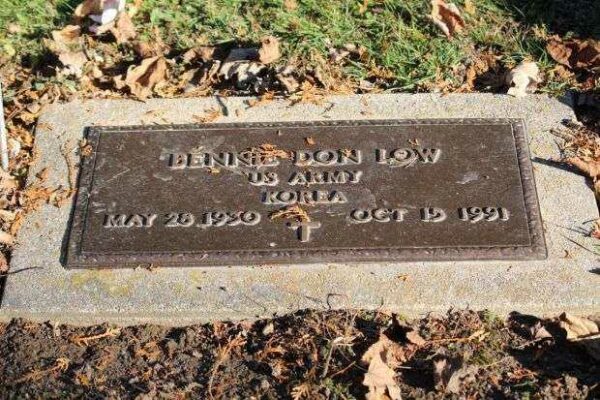 BENNIE DON LOW
US ARMY
KOREA
MAY 28 1930 OCT 15 1991